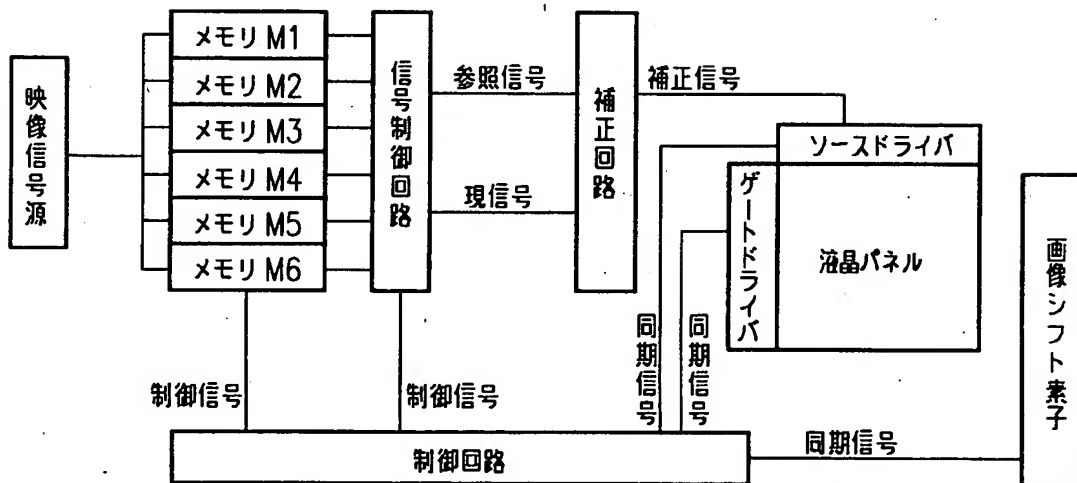 映像信号源
メモリ M1
メモリ M2
メモリ M3
メモリ M4
メモリ M5
メモリ M6
信号制御回路
参照信号
現信号
補正回路
補正信号
ソースドライバ
ゲートドライバ
液晶パネル
画像シフト素子
制御信号
制御信号
同期信号
同期信号
制御回路
同期信号